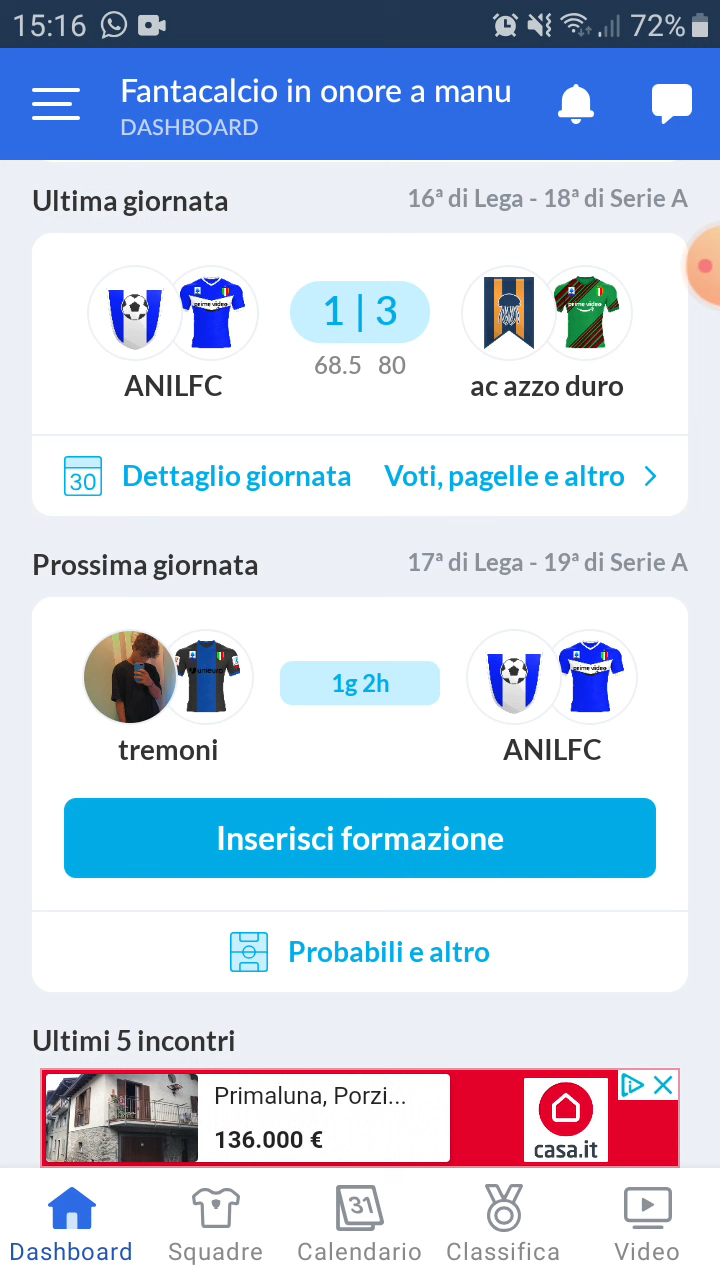 15:16 72%
Fantacalcio in onore a manu
DASHBOARD
Ultima giornata 16ª di Lega - 18ª di Serie A
1 | 3
68.5 80
ANILFC ac azzo duro
30 Dettaglio giornata Voti, pagelle e altro
Prossima giornata 17ª di Lega - 19ª di Serie A
1g 2h
tremoni ANILFC
Inserisci formazione
Probabili e altro
Ultimi 5 incontri
Primaluna, Porzi...
136.000 €
casa.it
31
Dashboard Squadre Calendario Classifica Video